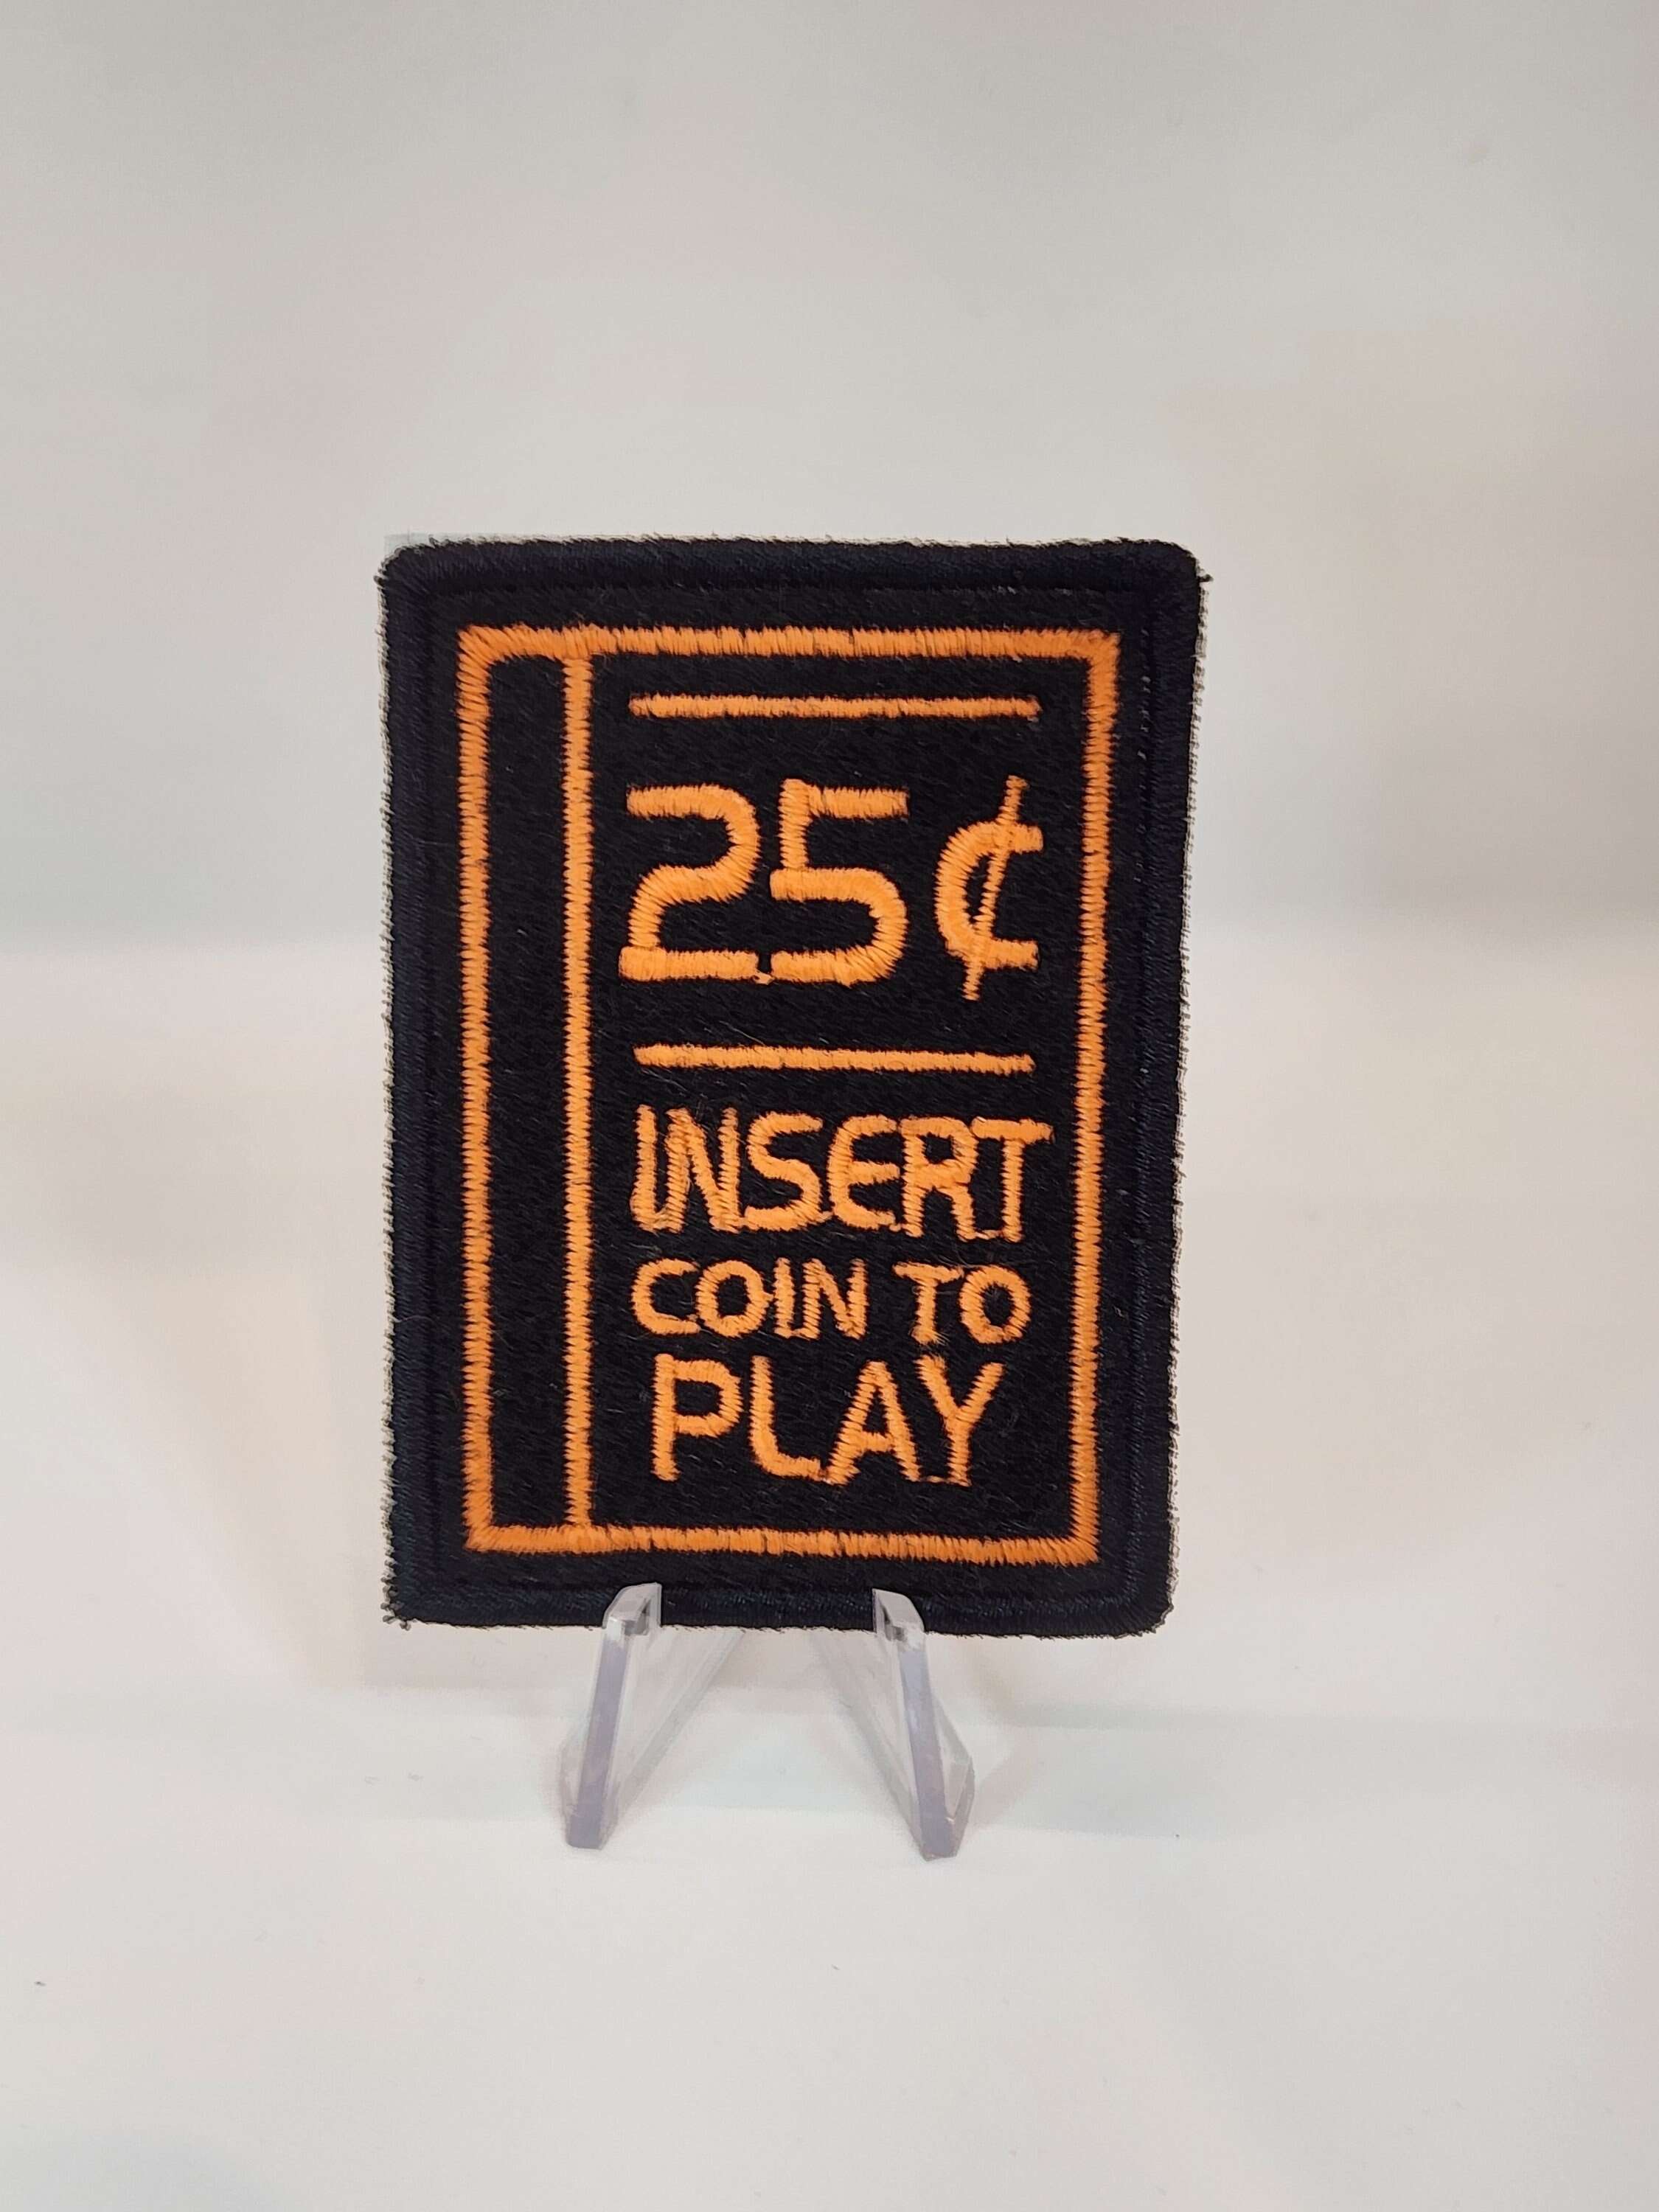 25¢
INSERT
COIN TO
PLAY